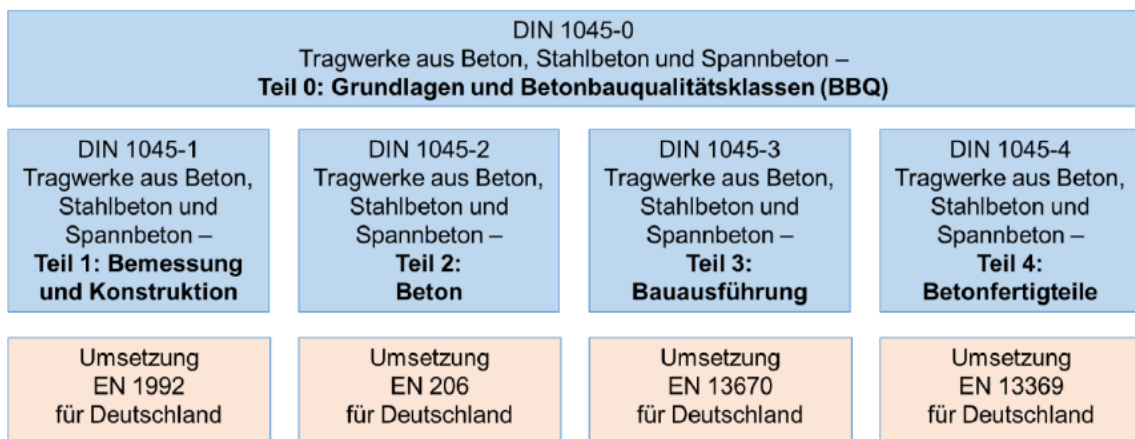 DIN 1045-0
Tragwerke aus Beton, Stahlbeton und Spannbeton –
Teil 0: Grundlagen und Betonbauqualitätsklassen (BBQ)
DIN 1045-1
Tragwerke aus Beton,
Stahlbeton und
Spannbeton –
Teil 1: Bemessung
und Konstruktion
DIN 1045-2
Tragwerke aus Beton,
Stahlbeton und
Spannbeton –
Teil 2:
Beton
DIN 1045-3
Tragwerke aus Beton,
Stahlbeton und
Spannbeton –
Teil 3:
Bauausführung
DIN 1045-4
Tragwerke aus Beton,
Stahlbeton und
Spannbeton –
Teil 4:
Betonfertigteile
Umsetzung
EN 1992
für Deutschland
Umsetzung
EN 206
für Deutschland
Umsetzung
EN 13670
für Deutschland
Umsetzung
EN 13369
für Deutschland